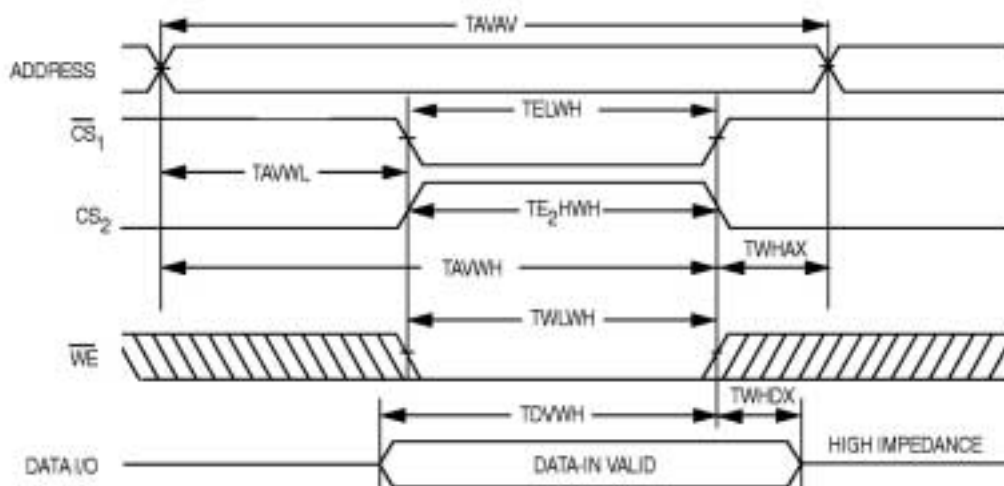 TAVAV
ADDRESS
TELWH
CS1
TAVWL
CS2
TE2HWH
TAVWH
TWHAX
TWLWH
WE
TWHDX
TDVWH
DATA I/O
DATA-IN VALID
HIGH IMPEDANCE